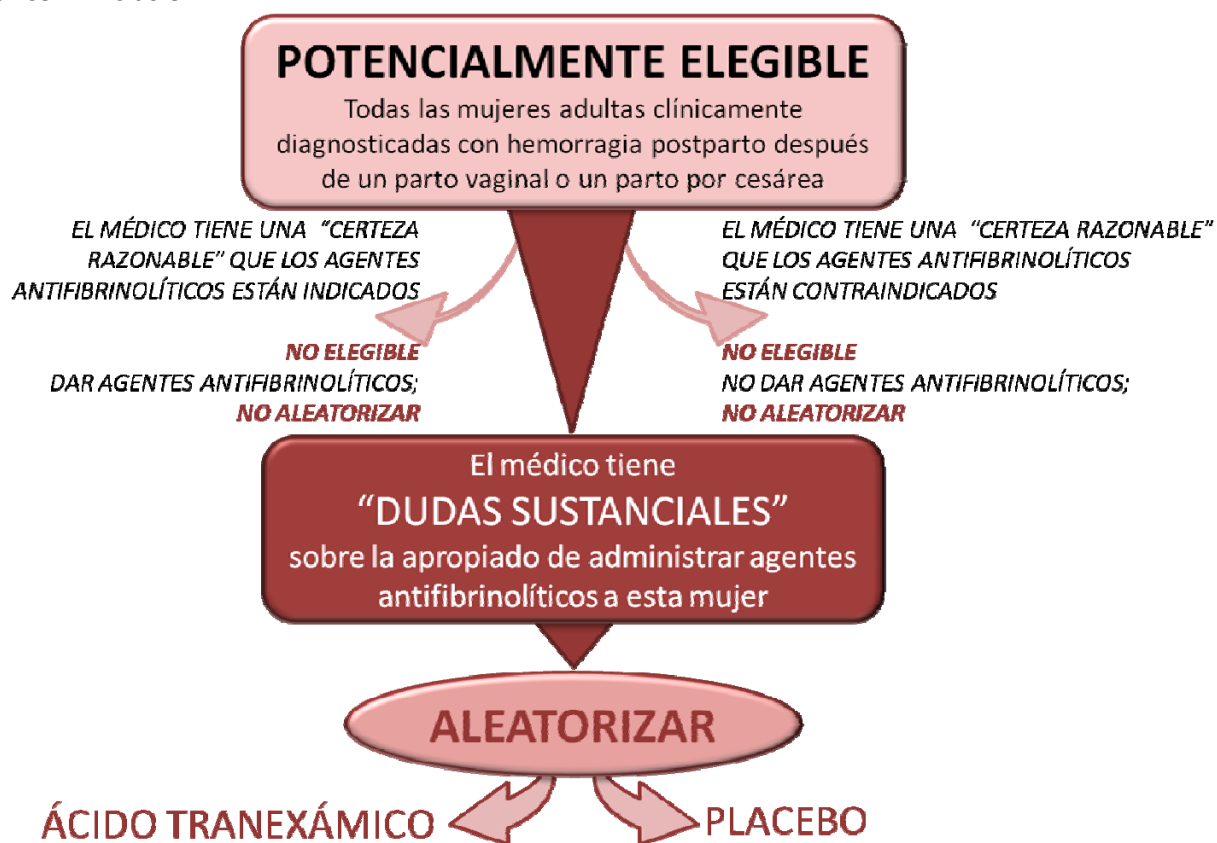 POTENCIALMENTE ELEGIBLE
Todas las mujeres adultas clínicamente
diagnosticadas con hemorragia postparto después
de un parto vaginal o un parto por cesárea
EL MÉDICO TIENE UNA “CERTEZA
RAZONABLE” QUE LOS AGENTES
ANTIFIBRINOLÍTICOS ESTÁN INDICADOS
NO ELEGIBLE
DAR AGENTES ANTIFIBRINOLÍTICOS;
NO ALEATORIZAR
EL MÉDICO TIENE UNA “CERTEZA RAZONABLE”
QUE LOS AGENTES ANTIFIBRINOLÍTICOS
ESTÁN CONTRAINDICADOS
NO ELEGIBLE
NO DAR AGENTES ANTIFIBRINOLÍTICOS;
NO ALEATORIZAR
El médico tiene
“DUDAS SUSTANCIALES”
sobre la apropiado de administrar agentes
antifibrinolíticos a esta mujer
ALEATORIZAR
ÁCIDO TRANEXÁMICO
PLACEBO